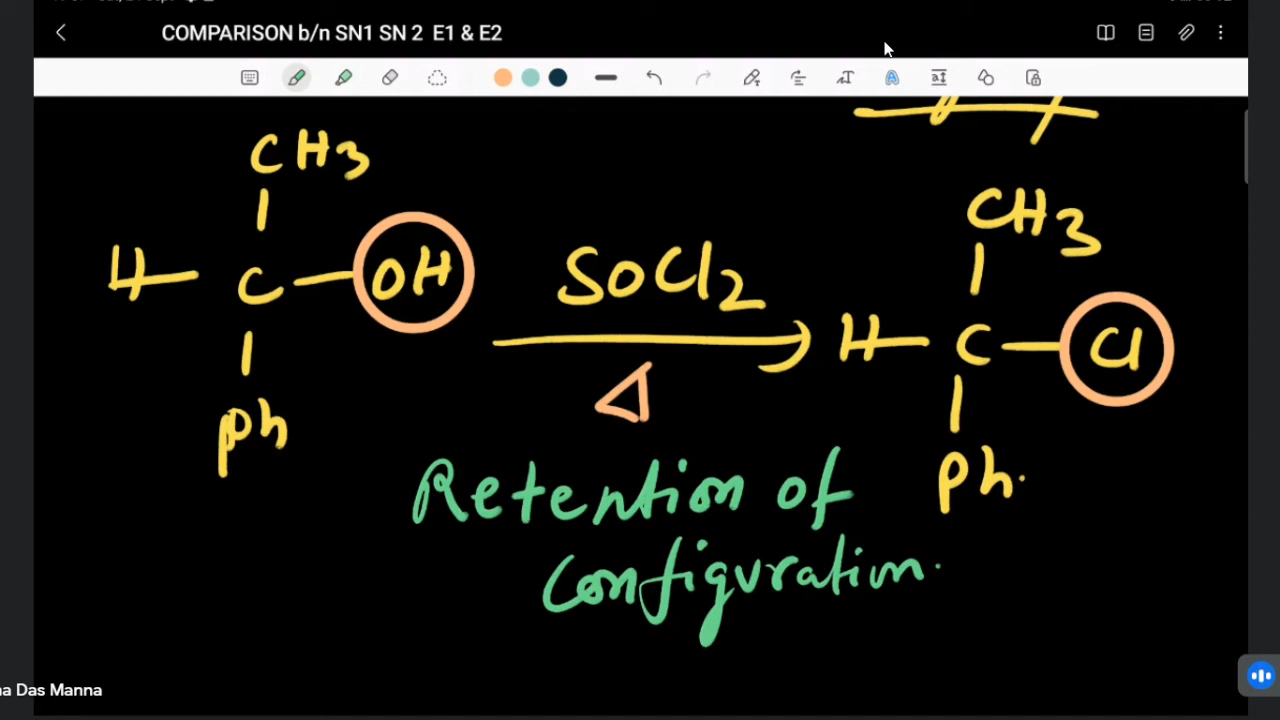 COMPARISON b/n SN1 SN 2 E1 & E2
CH3
H - C - OH
Ph
SOCl2
Δ
CH3
H - C - Cl
Ph.
Retention of
Configuration.
a Das Manna